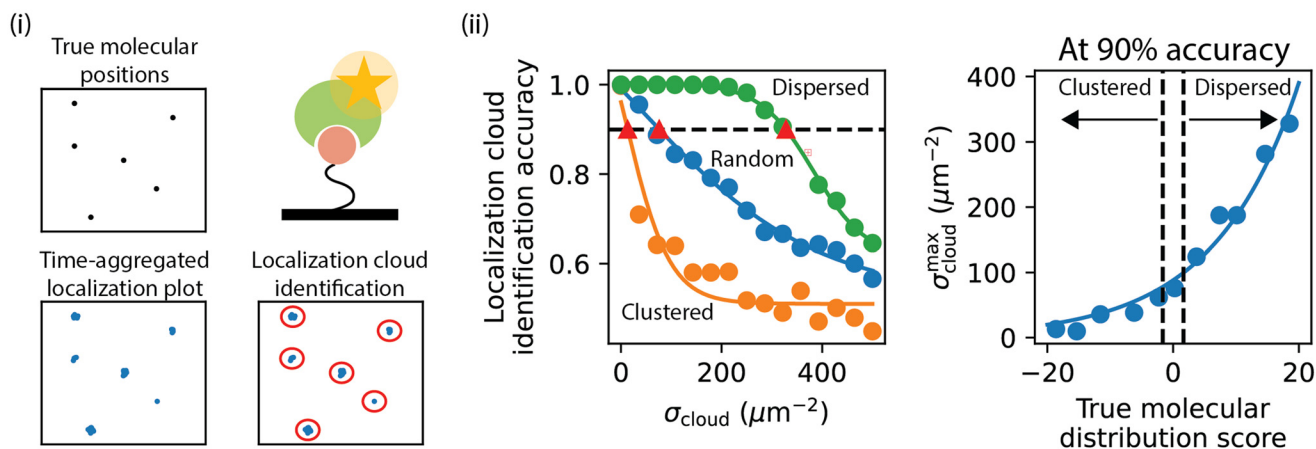 (i)
True molecular
positions
Time-aggregated
localization plot
Localization cloud
identification
(ii)
Localization cloud
identification accuracy
1.0
0.8
0.6
Dispersed
Random
Clustered
0
200
400
σcloud (μm⁻²)
At 90% accuracy
Clustered
Dispersed
σᵐᵃˣcloud (μm⁻²)
400
300
200
100
0
−20
0
20
True molecular
distribution score